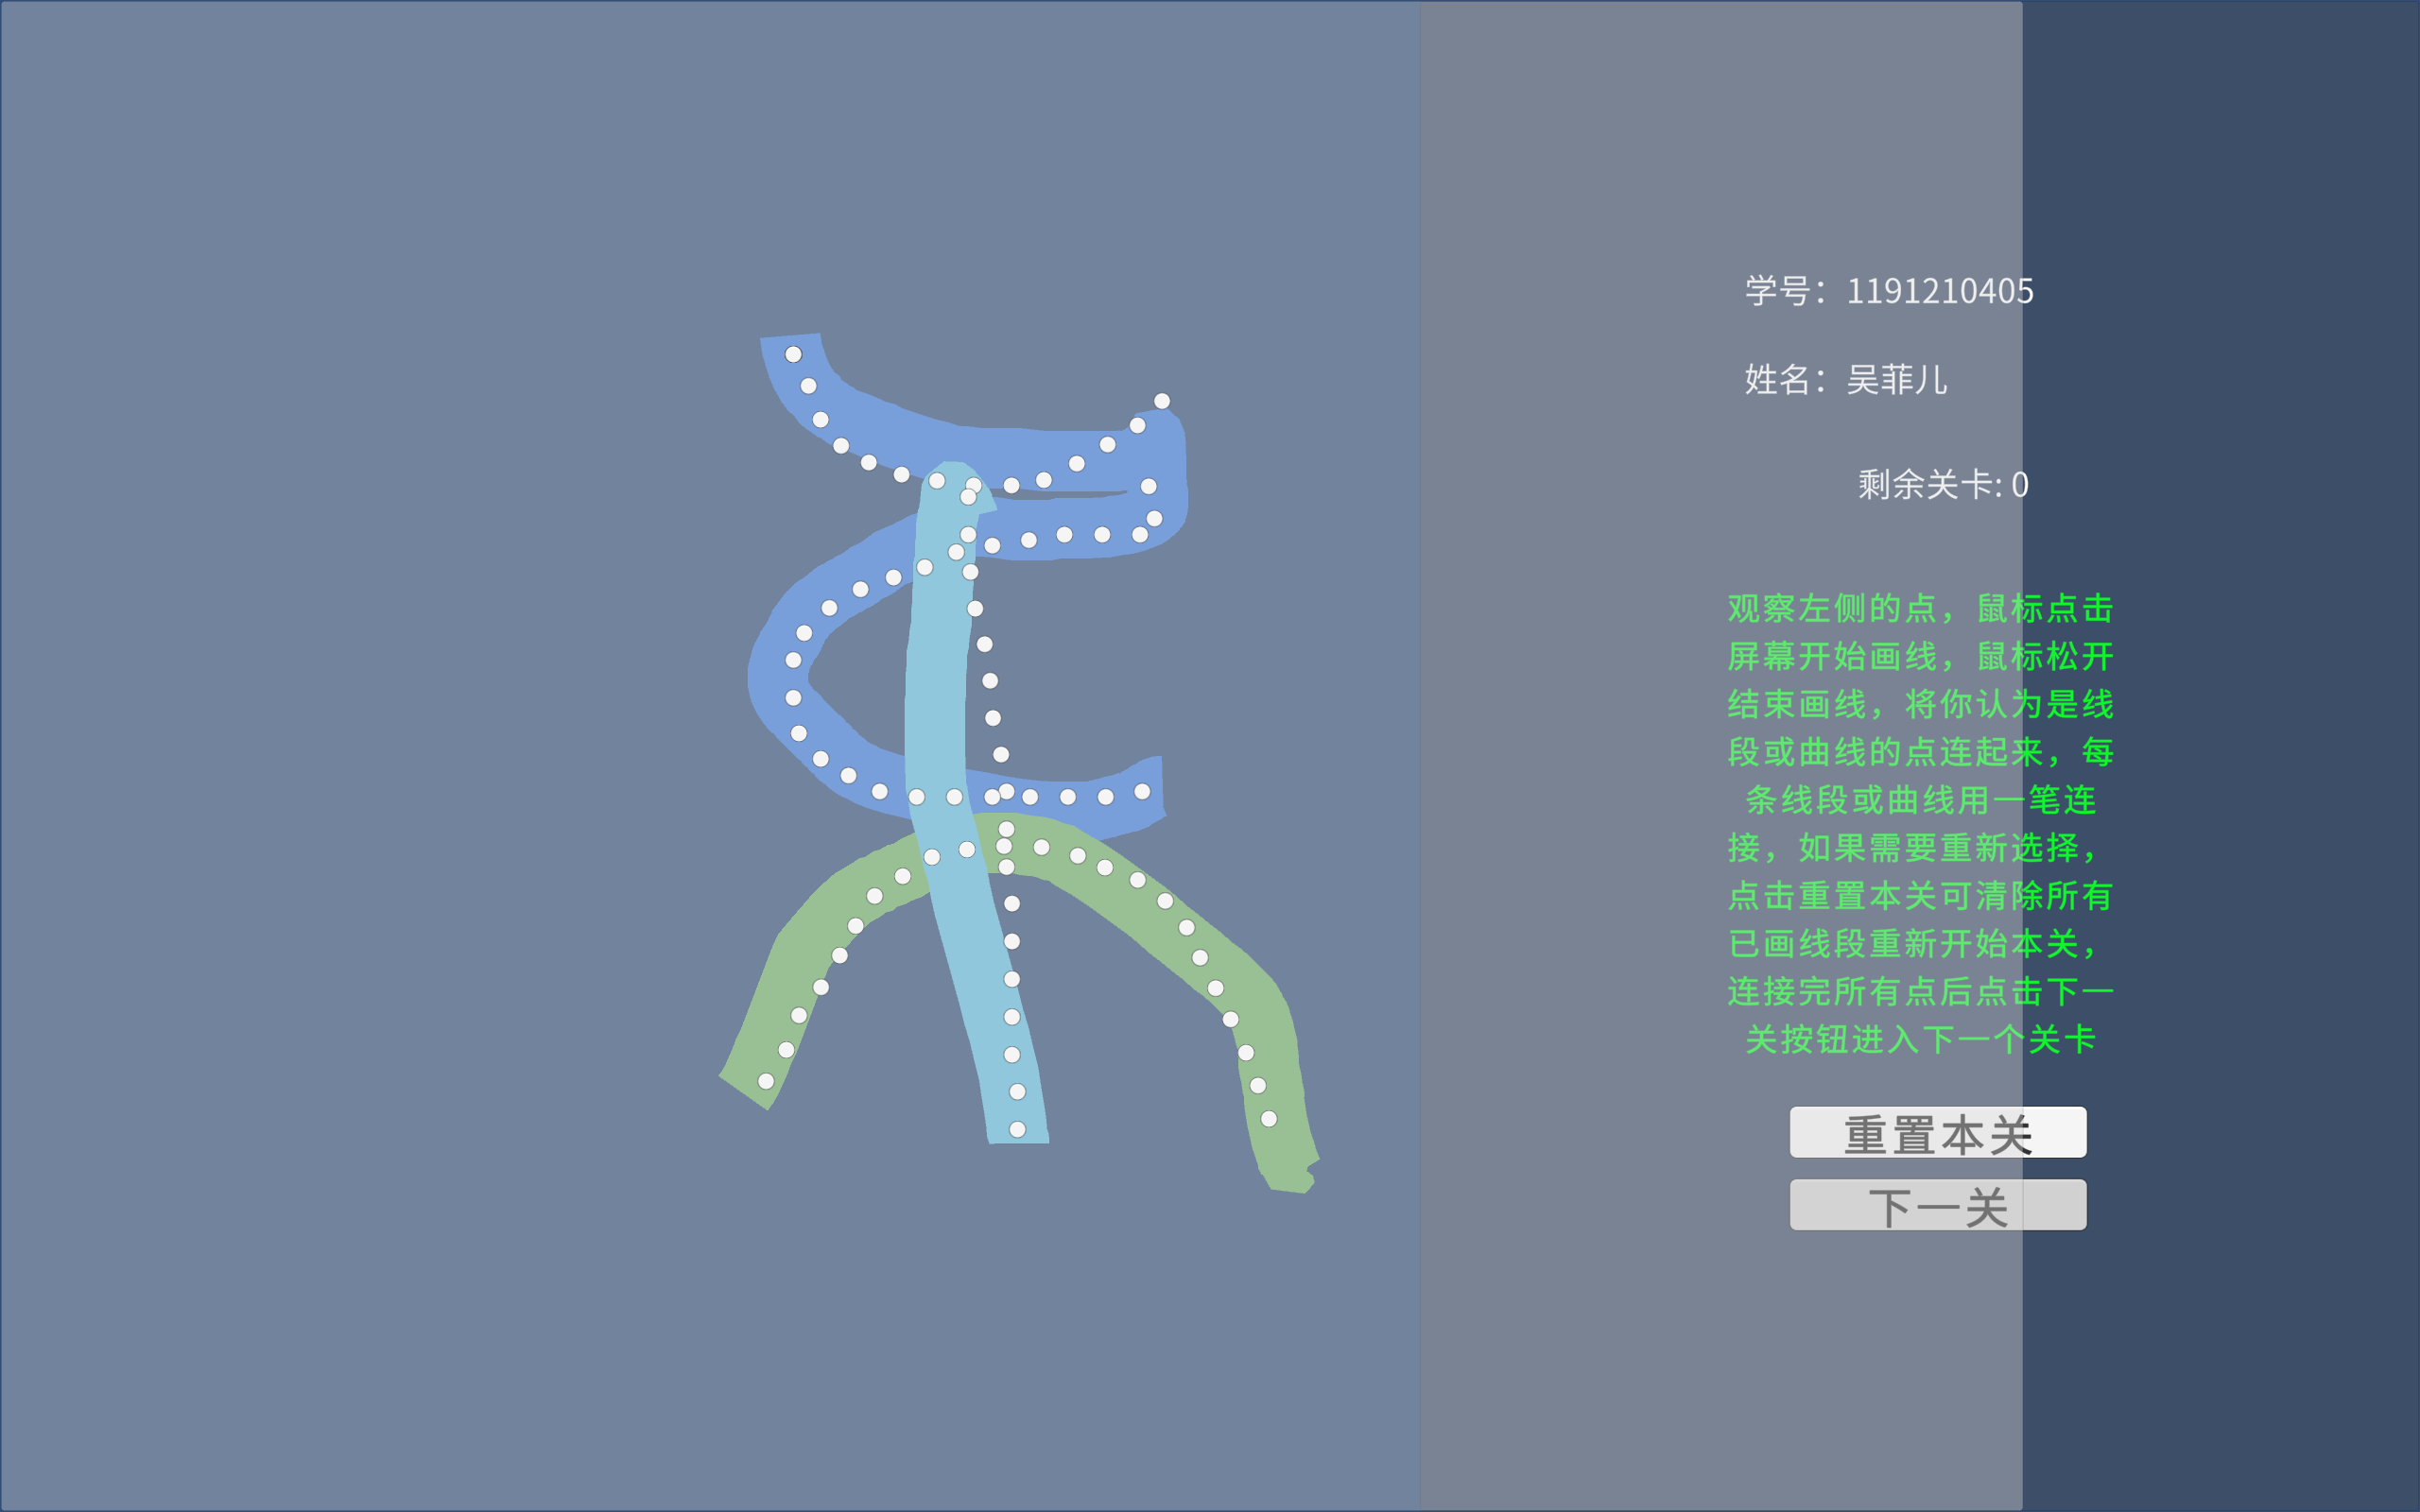 学号：11912210405
姓名：吴菲儿
剩余关卡: 0
观察左侧的点，鼠标点击
屏幕开始画线，鼠标松开
结束画线，将你认为是线
段或曲线的点连起来，每
条线段或曲线用一笔连
接，如果需要重新选择，
点击重置本关可清除所有
已画线段重新开始本关，
连接完所有点后点击下一
关按钮进入下一个关卡
重置本关
下一关